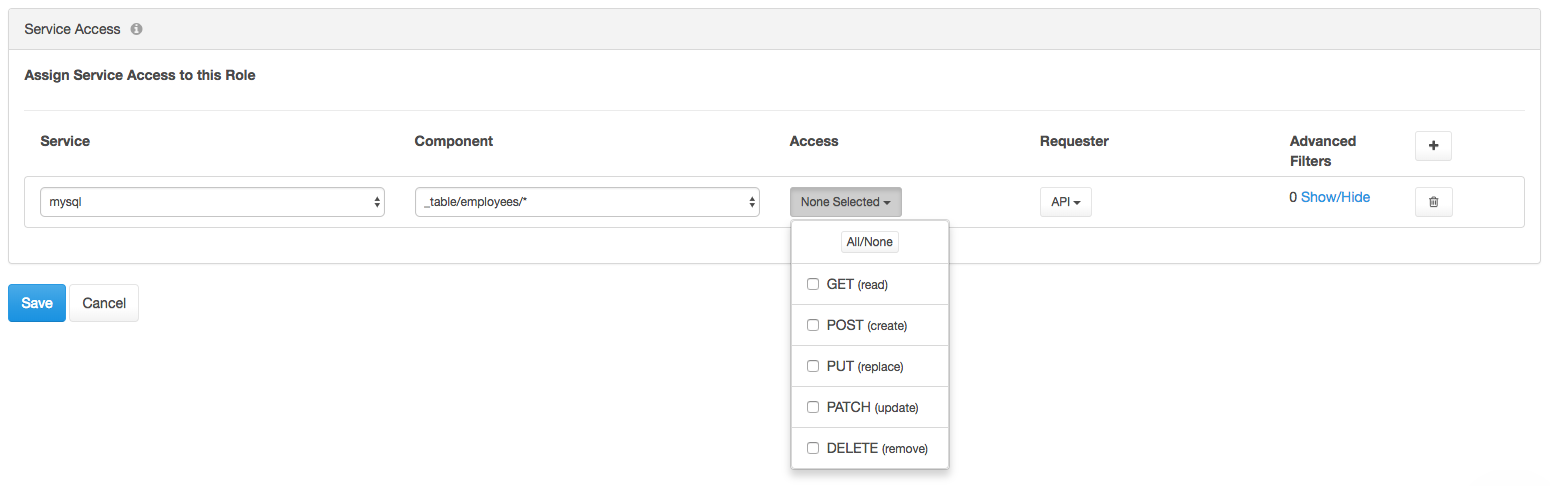 Service Access
Assign Service Access to this Role
Service
Component
Access
Requester
Advanced
Filters
mysql
_table/employees/*
None Selected
API
0 Show/Hide
All/None
GET (read)
POST (create)
PUT (replace)
PATCH (update)
DELETE (remove)
Save
Cancel